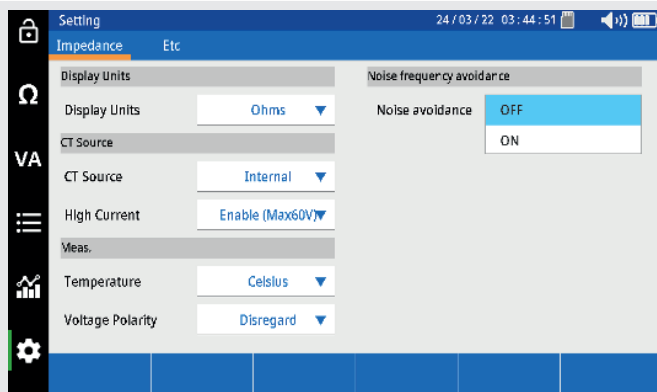 Setting 24/03/22 03:44:51
Impedance Etc
Display Units
Display Units Ohms
CT Source
CT Source Internal
High Current Enable (Max60V)
Meas.
Temperature Celsius
Voltage Polarity Disregard
Noise frequency avoidance
Noise avoidance OFF
ON
Ω
VA